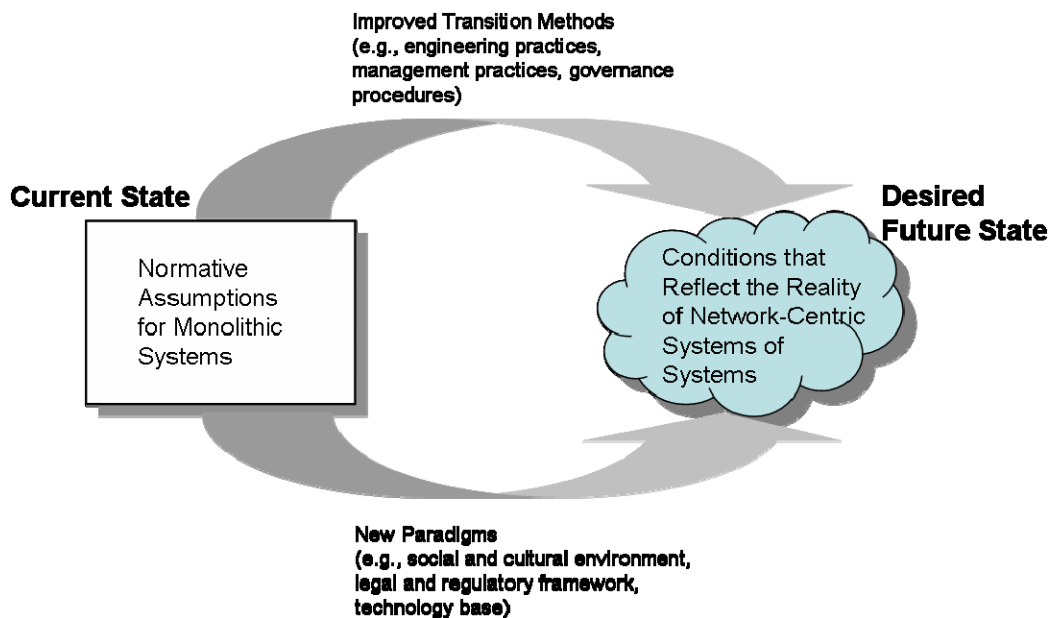 Improved Transition Methods
(e.g., engineering practices,
management practices, governance
procedures)
Current State
Normative
Assumptions
for Monolithic
Systems
Desired
Future State
Conditions that
Reflect the Reality
of Network-Centric
Systems of
Systems
New Paradigms
(e.g., social and cultural environment,
legal and regulatory framework,
technology base)